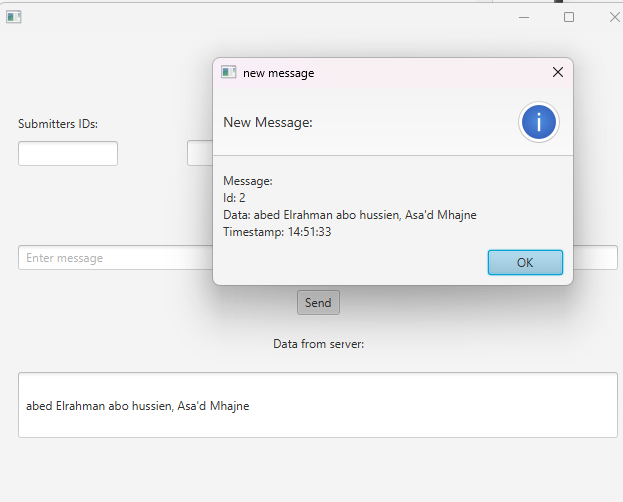 new message
New Message:
Submitters IDs:
Message:
Id: 2
Data: abed Elrahman abo hussien, Asa'd Mhajne
Timestamp: 14:51:33
Enter message
OK
Send
Data from server:
abed Elrahman abo hussien, Asa'd Mhajne